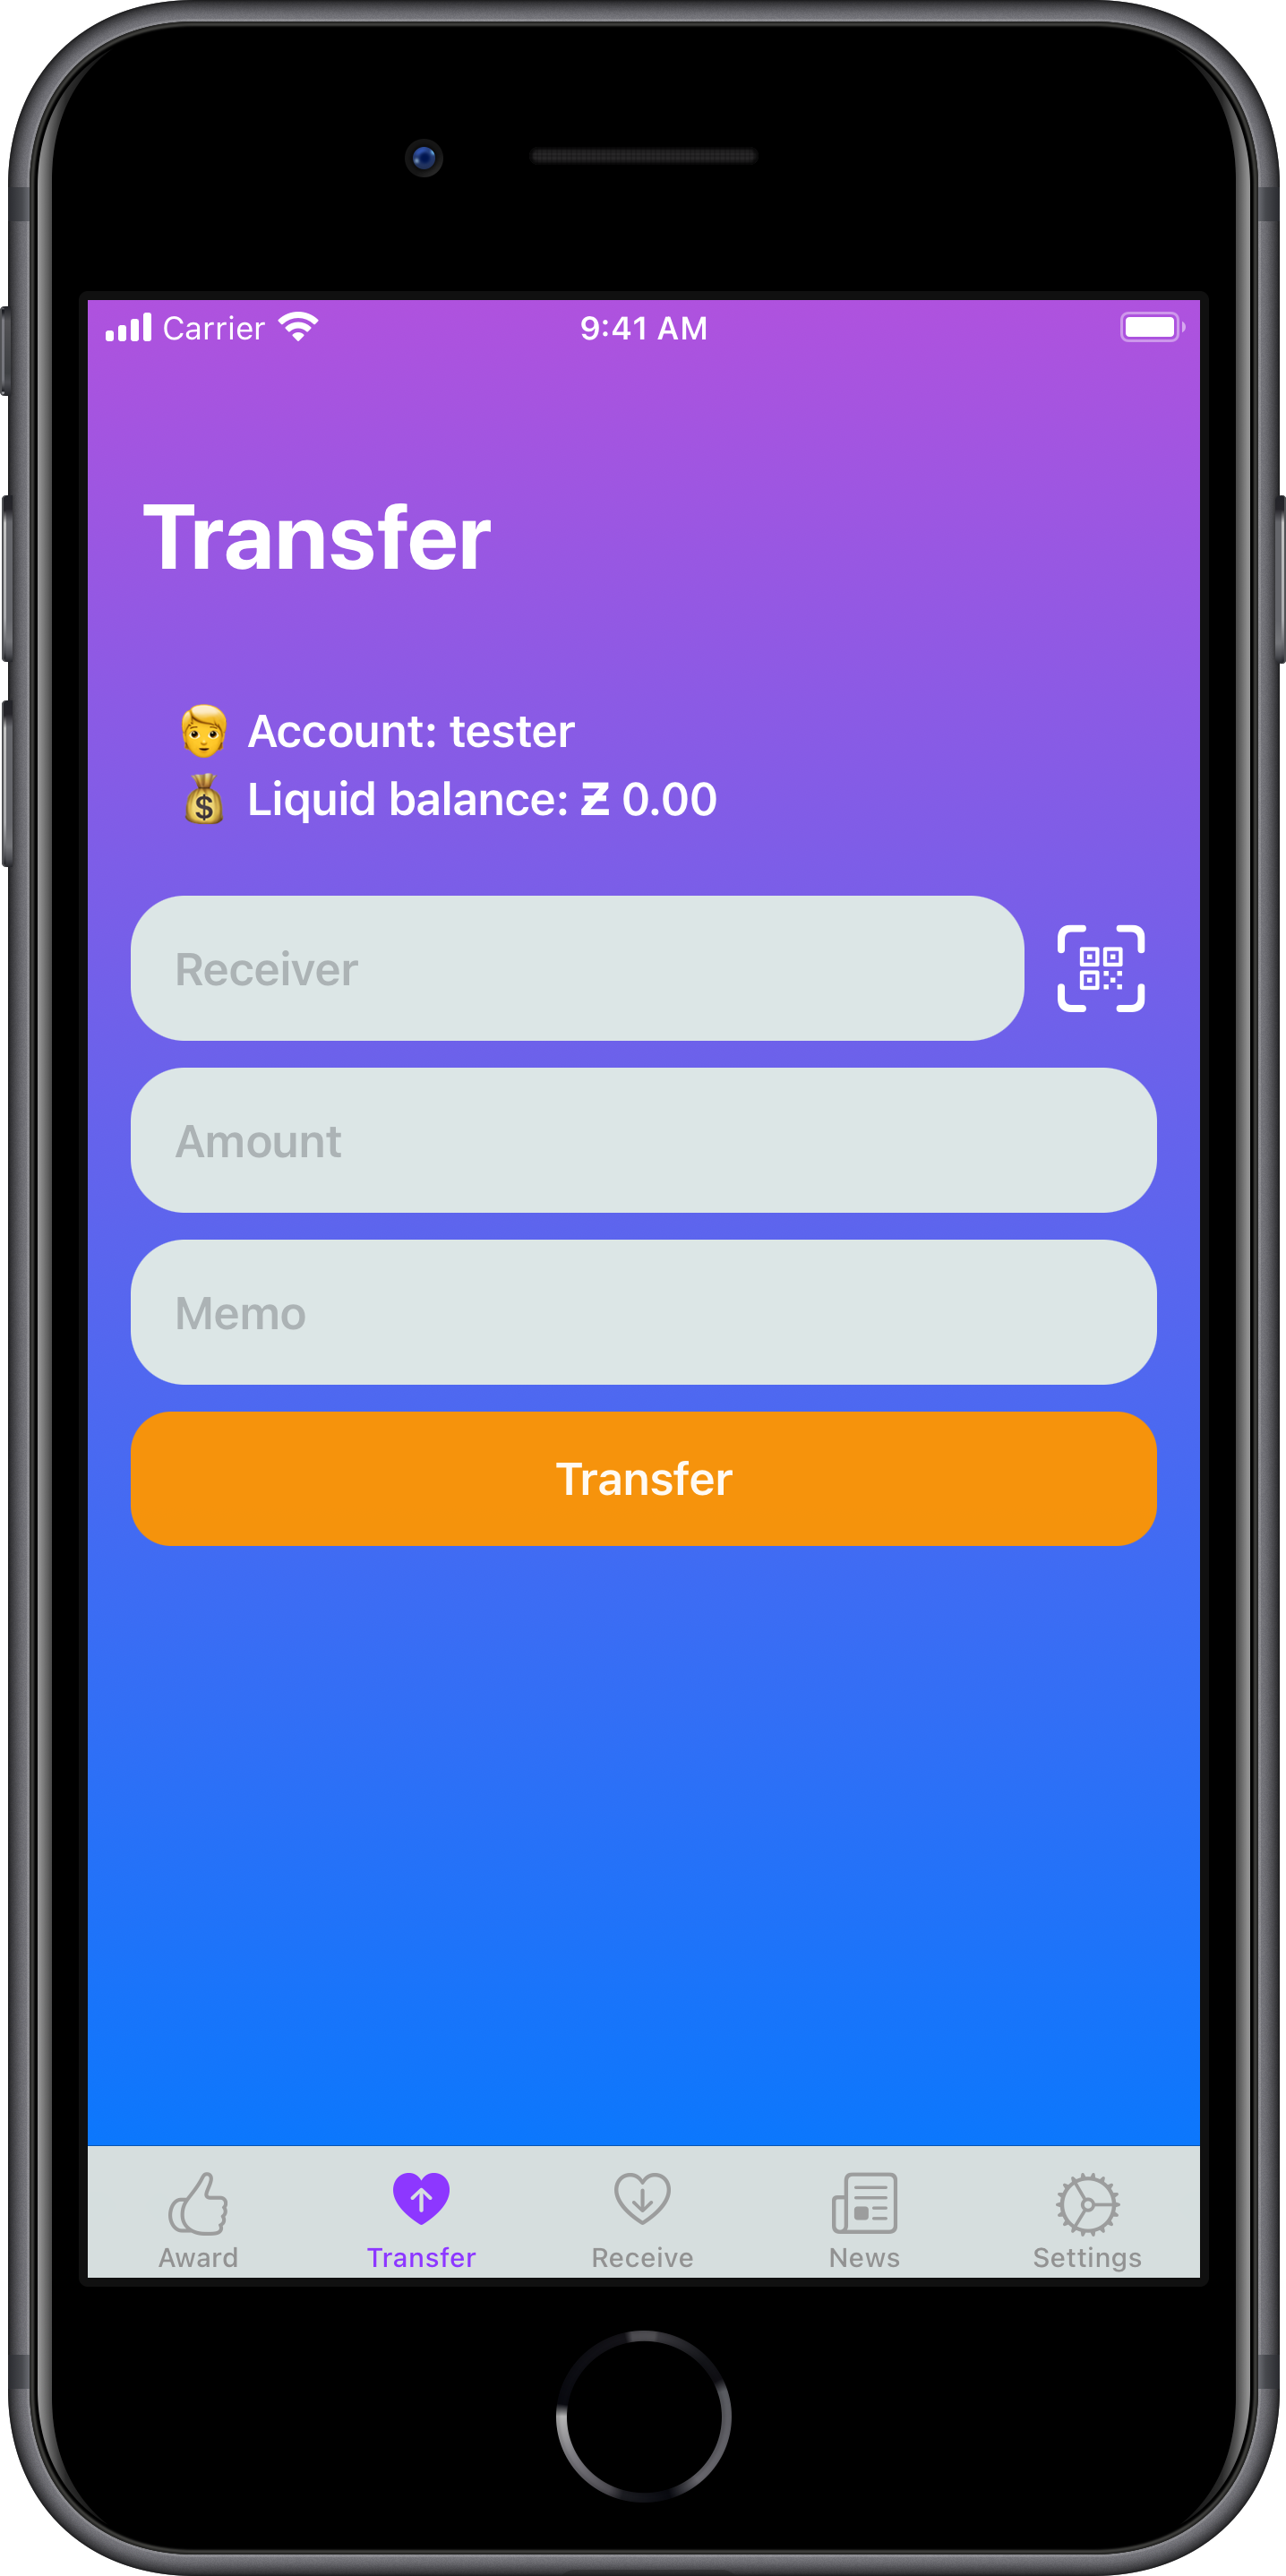 Carrier 9:41 AM
Transfer
Account: tester
Liquid balance: Ƶ 0.00
Receiver
Amount
Memo
Transfer
Award Transfer Receive News Settings